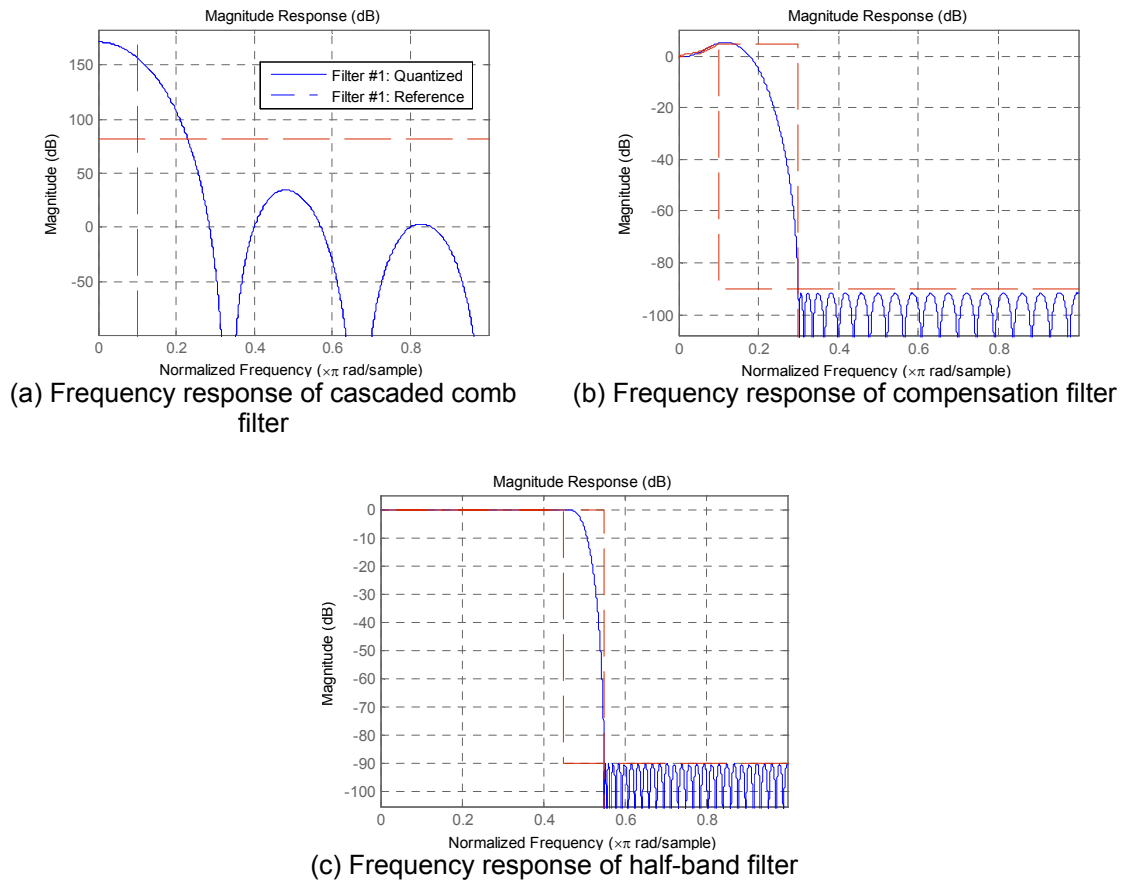 Magnitude Response (dB)
Magnitude (dB)
150
100
50
0
50
Filter #1: Quantized
Filter #1: Reference
0
0.2
0.4
0.6
0.8
Normalized Frequency (×π rad/sample)
(a) Frequency response of cascaded comb
filter
Magnitude Response (dB)
Magnitude (dB)
0
-20
-40
-60
-80
-100
0
0.2
0.4
0.6
0.8
Normalized Frequency (×π rad/sample)
(b) Frequency response of compensation filter
Magnitude Response (dB)
Magnitude (dB)
0
-10
-20
-30
-40
-50
-60
-70
-80
-90
-100
0
0.2
0.4
0.6
0.8
Normalized Frequency (×π rad/sample)
(c) Frequency response of half-band filter